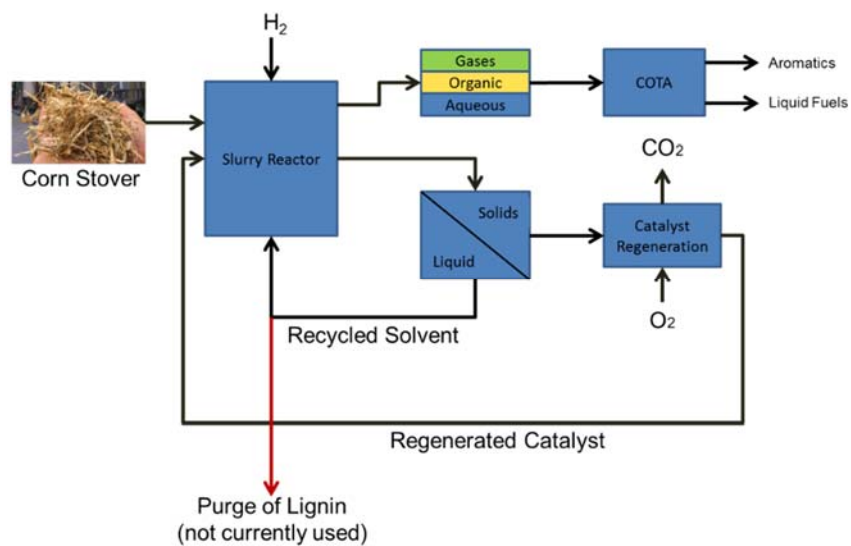 H2
Gases
Organic
Aqueous
COTA
Aromatics
Liquid Fuels
Slurry Reactor
Corn Stover
CO2
Solids
Liquid
Catalyst
Regeneration
O2
Recycled Solvent
Regenerated Catalyst
Purge of Lignin
(not currently used)